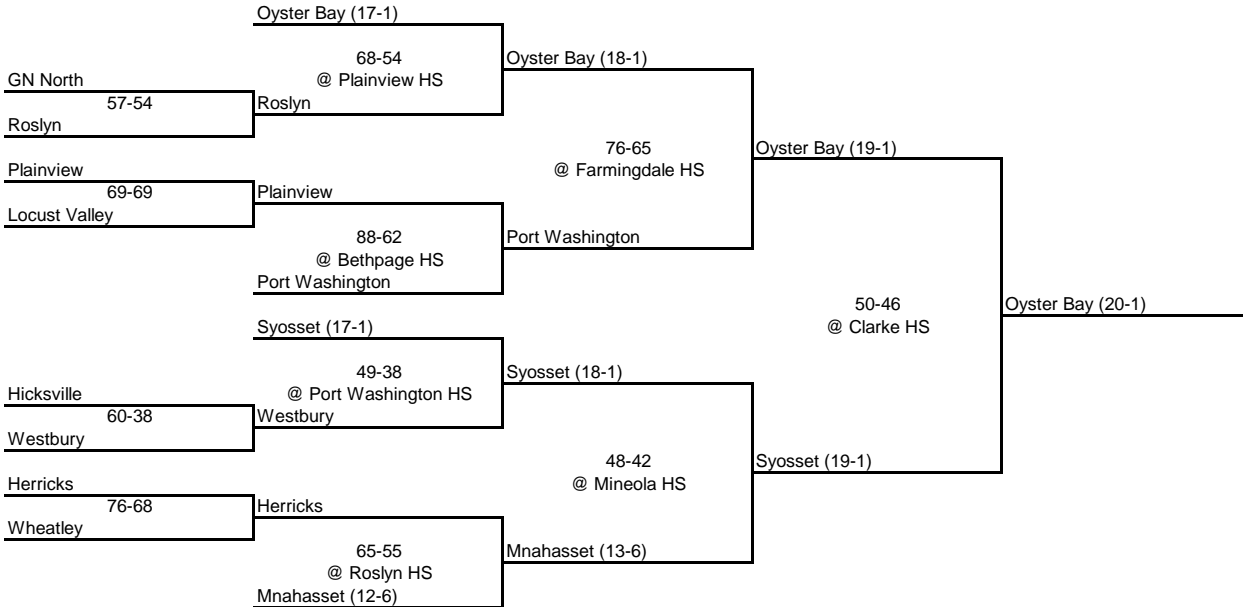 Oyster Bay (17-1)
68-54
@ Plainview HS
Oyster Bay (18-1)
GN North
57-54
Roslyn
Roslyn
76-65
@ Farmingdale HS
Oyster Bay (19-1)
Plainview
69-69
Plainview
Locust Valley
88-62
@ Bethpage HS
Port Washington
Port Washington
50-46
@ Clarke HS
Oyster Bay (20-1)
Syosset (17-1)
49-38
@ Port Washington HS
Syosset (18-1)
Hicksville
60-38
Westbury
Westbury
48-42
@ Mineola HS
Syosset (19-1)
Herricks
76-68
Herricks
Wheatley
65-55
@ Roslyn HS
Mnahasset (13-6)
Mnahasset (12-6)